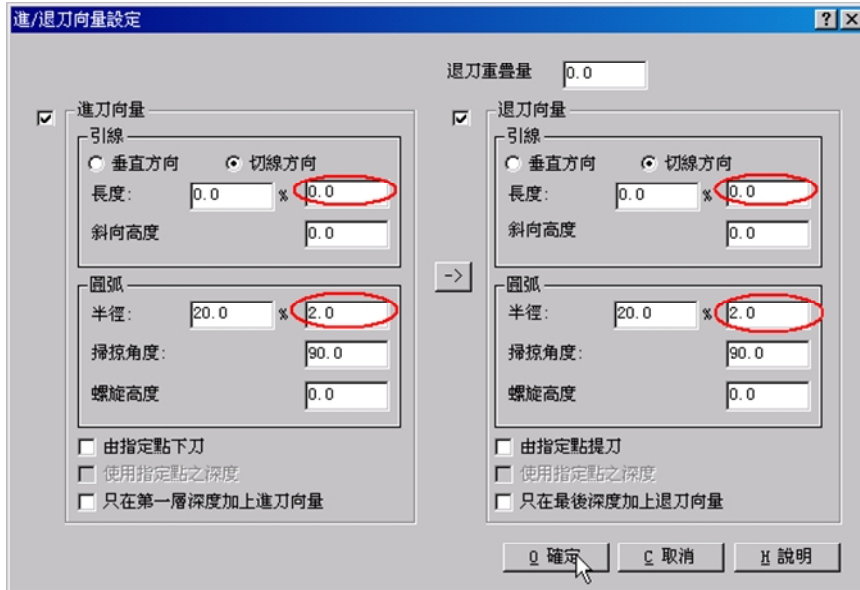 進/退刀向量設定
退刀重疊量 0.0
進刀向量
引線
垂直方向 切線方向
長度: 0.0 % 0.0
斜向高度 0.0
圓弧
半徑: 20.0 % 2.0
掃掠角度: 90.0
螺旋高度 0.0
由指定點下刀
使用指定點之深度
只在第一層深度加上進刀向量
->
退刀向量
引線
垂直方向 切線方向
長度: 0.0 % 0.0
斜向高度 0.0
圓弧
半徑: 20.0 % 2.0
掃掠角度: 90.0
螺旋高度 0.0
由指定點提刀
使用指定點之深度
只在最後深度加上退刀向量
O 確定 C 取消 H 說明